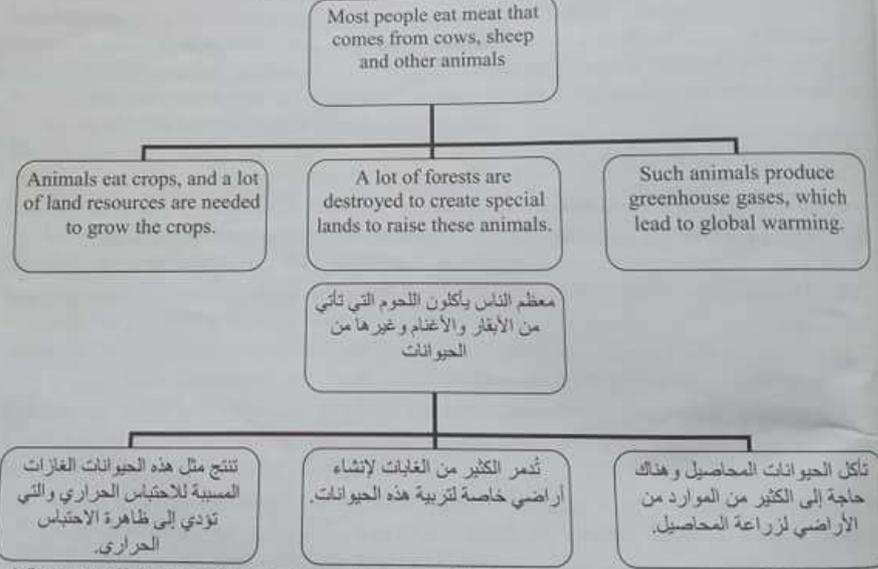 Most people eat meat that
comes from cows, sheep
and other animals
Animals eat crops, and a lot
of land resources are needed
to grow the crops.
A lot of forests are
destroyed to create special
lands to raise these animals.
Such animals produce
greenhouse gases, which
lead to global warming.
معظم الناس يأكلون اللحوم التي تأتي
من الأبقار والأغنام وغيرها من
الحيوانات
تأكل الحيوانات المحاصيل وهناك
حاجة إلى الكثير من الموارد من
الأراضي لزراعة المحاصيل.
تُدمر الكثير من الغابات لإنشاء
أراضي خاصة لتربية هذه الحيوانات.
تنتج مثل هذه الحيوانات الغازات
المسببة للاحتباس الحراري والتي
تؤدي إلى ظاهرة الاحتباس
الحراري.